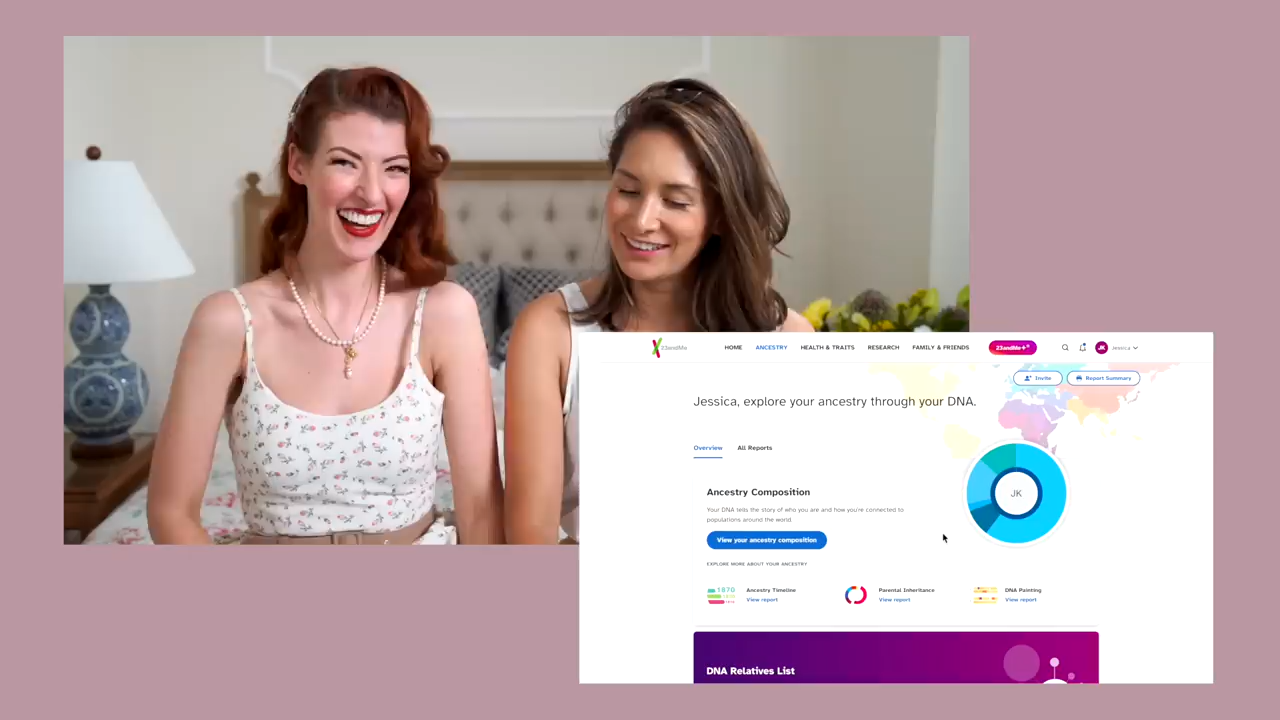 23andMe
HOME
ANCESTRY
HEALTH & TRAITS
RESEARCH
FAMILY & FRIENDS
23andMe+
JK
Jessica
Invite
Report Summary
Jessica, explore your ancestry through your DNA.
Overview
All Reports
JK
Ancestry Composition
Your DNA tells the story of who you are and how you're connected to
populations around the world.
View your ancestry composition
EXPLORE MORE ABOUT YOUR ANCESTRY
1870
Ancestry Timeline
View report
Parental Inheritance
View report
DNA Painting
View report
DNA Relatives List